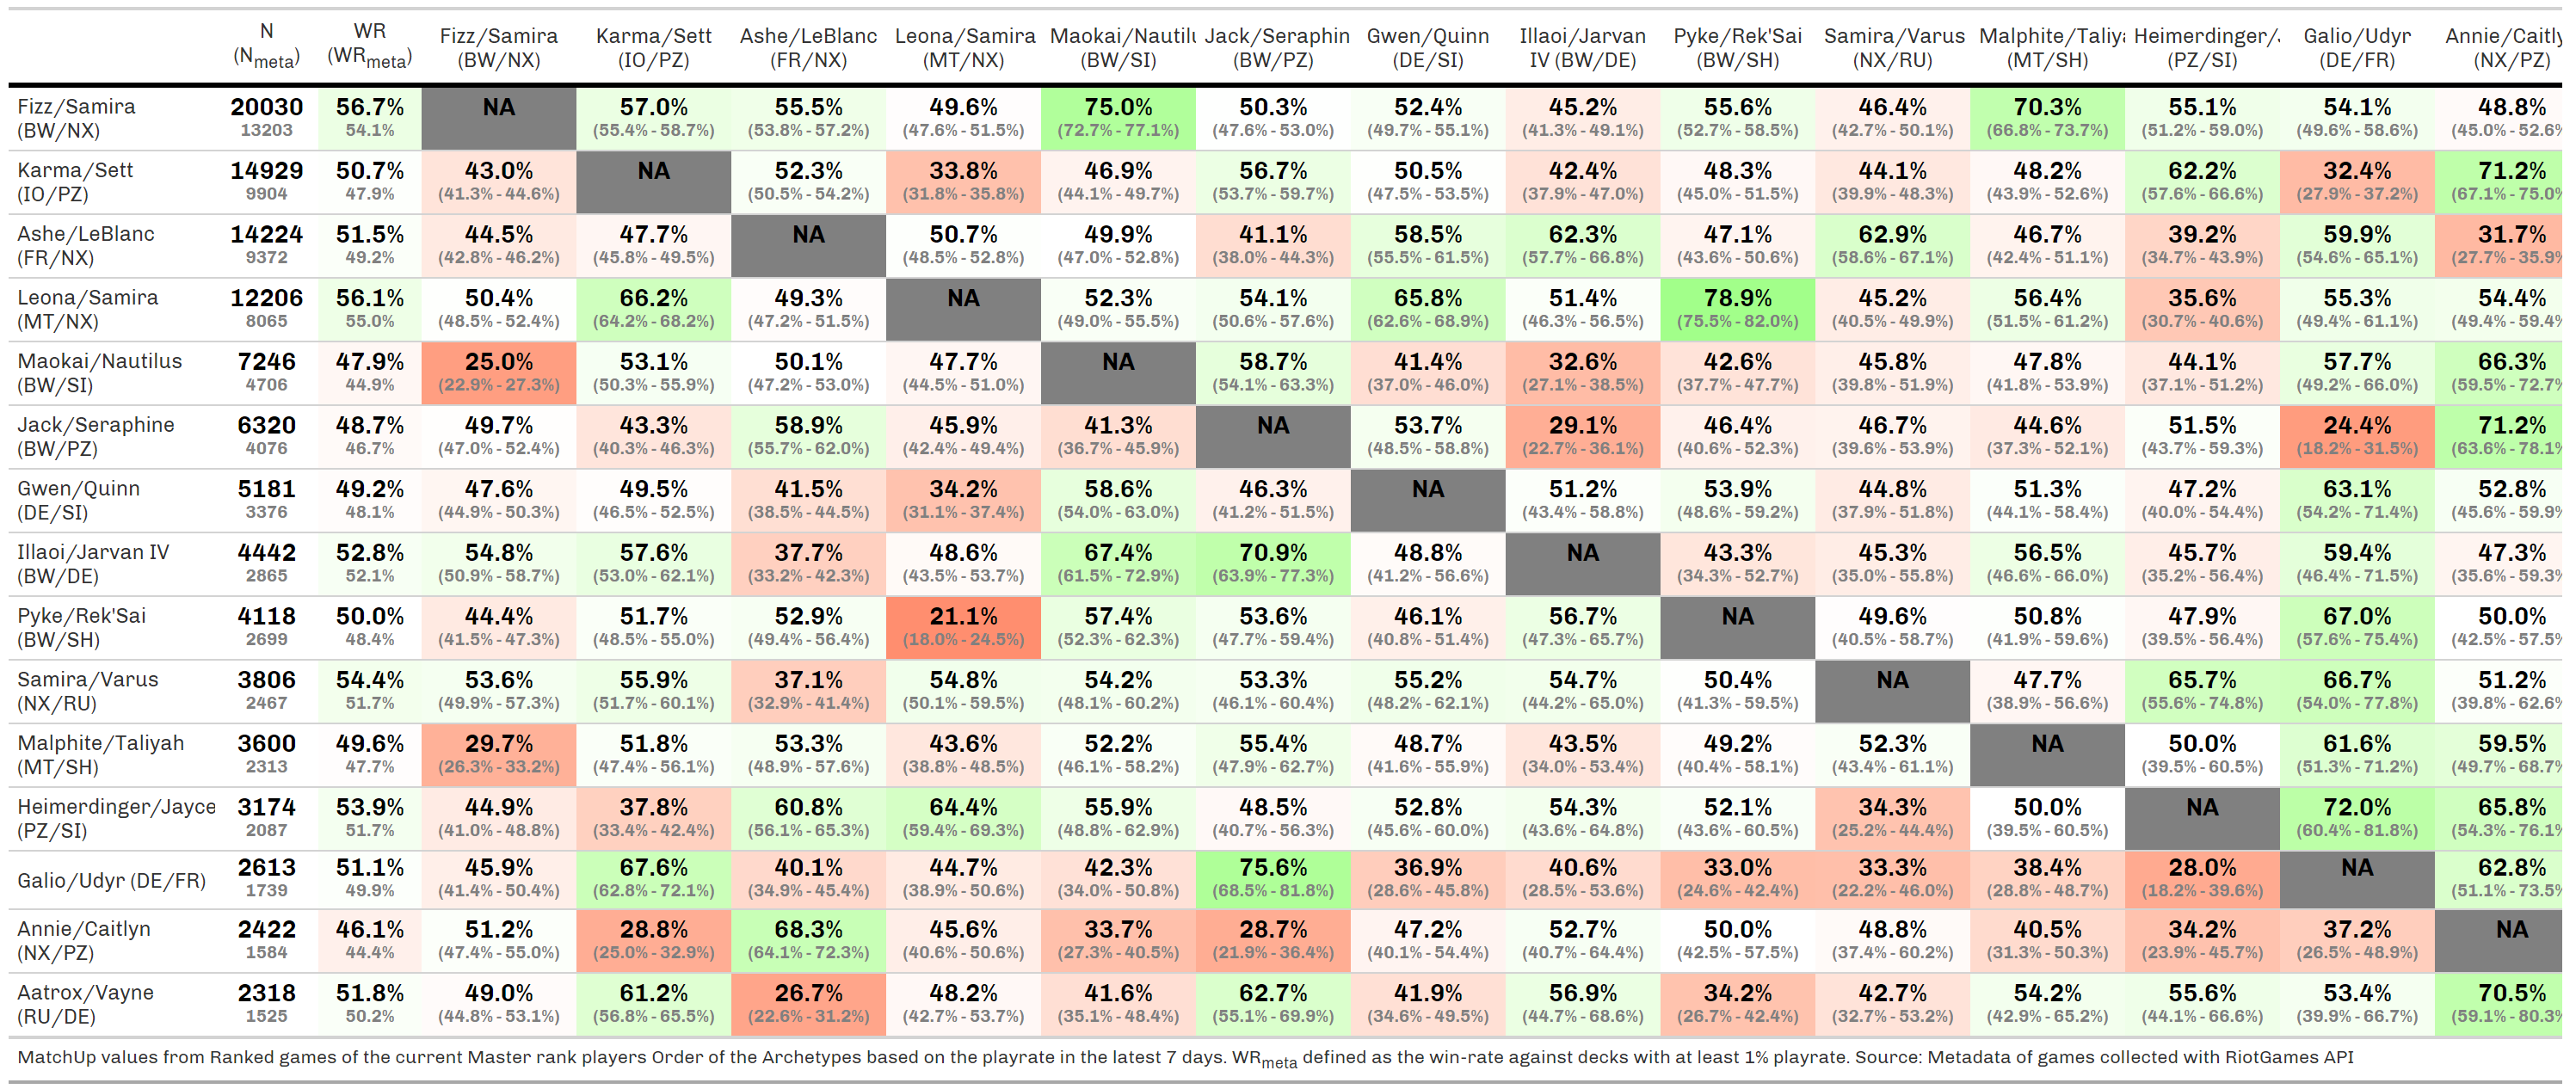 N WR Fizz/Samira Karma/Sett Ashe/LeBlanc Leona/Samira Maokai/Nautilu Jack/Seraphin Gwen/Quinn Illaoi/Jarvan Pyke/Rek'Sai Samira/Varus Malphite/Taliya Heimerdinger/J Galio/Udyr Annie/Caitly
(Nmeta) (WRmeta) (BW/NX) (IO/PZ) (FR/NX) (MT/NX) (BW/SI) (BW/PZ) (DE/SI) IV (BW/DE) (BW/SH) (NX/RU) (MT/SH) (PZ/SI) (DE/FR) (NX/PZ)
Fizz/Samira 20030 56.7% NA 57.0% 55.5% 49.6% 75.0% 50.3% 52.4% 45.2% 55.6% 46.4% 70.3% 55.1% 54.1% 48.8%
(BW/NX) 13203 54.1% (55.4% - 58.7%) (53.8% - 57.2%) (47.6% - 51.5%) (72.7% - 77.1%) (47.6% - 53.0%) (49.7% - 55.1%) (41.3% - 49.1%) (52.7% - 58.5%) (42.7% - 50.1%) (66.8% - 73.7%) (51.2% - 59.0%) (49.6% - 58.6%) (45.0% - 52.6%
Karma/Sett 14929 50.7% 43.0% NA 52.3% 33.8% 46.9% 56.7% 50.5% 42.4% 48.3% 44.1% 48.2% 62.2% 32.4% 71.2%
(IO/PZ) 9904 47.9% (41.3% - 44.6%) (50.5% - 54.2%) (31.8% - 35.8%) (44.1% - 49.7%) (53.7% - 59.7%) (47.5% - 53.5%) (37.9% - 47.0%) (45.0% - 51.5%) (39.9% - 48.3%) (43.9% - 52.6%) (57.6% - 66.6%) (27.9% - 37.2%) (67.1% - 75.0%
Ashe/LeBlanc 14224 51.5% 44.5% 47.7% NA 50.7% 49.9% 41.1% 58.5% 62.3% 47.1% 62.9% 46.7% 39.2% 59.9% 31.7%
(FR/NX) 9372 49.2% (42.8% - 46.2%) (45.8% - 49.5%) (48.5% - 52.8%) (47.0% - 52.8%) (38.0% - 44.3%) (55.5% - 61.5%) (57.7% - 66.8%) (43.6% - 50.6%) (58.6% - 67.1%) (42.4% - 51.1%) (34.7% - 43.9%) (54.6% - 65.1%) (27.7% - 35.9%
Leona/Samira 12206 56.1% 50.4% 66.2% 49.3% NA 52.3% 54.1% 65.8% 51.4% 78.9% 45.2% 56.4% 35.6% 55.3% 54.4%
(MT/NX) 8065 55.0% (48.5% - 52.4%) (64.2% - 68.2%) (47.2% - 51.5%) (49.0% - 55.5%) (50.6% - 57.6%) (62.6% - 68.9%) (46.3% - 56.5%) (75.5% - 82.0%) (40.5% - 49.9%) (51.5% - 61.2%) (30.7% - 40.6%) (49.4% - 61.1%) (49.4% - 59.4%
Maokai/Nautilus 7246 47.9% 25.0% 53.1% 50.1% 47.7% NA 58.7% 41.4% 32.6% 42.6% 45.8% 47.8% 44.1% 57.7% 66.3%
(BW/SI) 4706 44.9% (22.9% - 27.3%) (50.3% - 55.9%) (47.2% - 53.0%) (44.5% - 51.0%) (54.1% - 63.3%) (37.0% - 46.0%) (27.1% - 38.5%) (37.7% - 47.7%) (39.8% - 51.9%) (41.8% - 53.9%) (37.1% - 51.2%) (49.2% - 66.0%) (59.5% - 72.7%
Jack/Seraphine 6320 48.7% 49.7% 43.3% 58.9% 45.9% 41.3% NA 53.7% 29.1% 46.4% 46.7% 44.6% 51.5% 24.4% 71.2%
(BW/PZ) 4076 46.7% (47.0% - 52.4%) (40.3% - 46.3%) (55.7% - 62.0%) (42.4% - 49.4%) (36.7% - 45.9%) (48.5% - 58.8%) (22.7% - 36.1%) (40.6% - 52.3%) (39.6% - 53.9%) (37.3% - 52.1%) (43.7% - 59.3%) (18.2% - 31.5%) (63.6% - 78.1%
Gwen/Quinn 5181 49.2% 47.6% 49.5% 41.5% 34.2% 58.6% 46.3% NA 51.2% 53.9% 44.8% 51.3% 47.2% 63.1% 52.8%
(DE/SI) 3376 48.1% (44.9% - 50.3%) (46.5% - 52.5%) (38.5% - 44.5%) (31.1% - 37.4%) (54.0% - 63.0%) (41.2% - 51.5%) (43.4% - 58.8%) (48.6% - 59.2%) (37.9% - 51.8%) (44.1% - 58.4%) (40.0% - 54.4%) (54.2% - 71.4%) (45.6% - 59.9%
Illaoi/Jarvan IV 4442 52.8% 54.8% 57.6% 37.7% 48.6% 67.4% 70.9% 48.8% NA 43.3% 45.3% 56.5% 45.7% 59.4% 47.3%
(BW/DE) 2865 52.1% (50.9% - 58.7%) (53.0% - 62.1%) (33.2% - 42.3%) (43.5% - 53.7%) (61.5% - 72.9%) (63.9% - 77.3%) (41.2% - 56.6%) (34.3% - 52.7%) (35.0% - 55.8%) (46.6% - 66.0%) (35.2% - 56.4%) (46.4% - 71.5%) (35.6% - 59.3%
Pyke/Rek'Sai 4118 50.0% 44.4% 51.7% 52.9% 21.1% 57.4% 53.6% 46.1% 56.7% NA 49.6% 50.8% 47.9% 67.0% 50.0%
(BW/SH) 2699 48.4% (41.5% - 47.3%) (48.5% - 55.0%) (49.4% - 56.4%) (18.0% - 24.5%) (52.3% - 62.3%) (47.7% - 59.4%) (40.8% - 51.4%) (47.3% - 65.7%) (40.5% - 58.7%) (41.9% - 59.6%) (39.5% - 56.4%) (57.6% - 75.4%) (42.5% - 57.5%
Samira/Varus 3806 54.4% 53.6% 55.9% 37.1% 54.8% 54.2% 53.3% 55.2% 54.7% 50.4% NA 47.7% 65.7% 66.7% 51.2%
(NX/RU) 2467 51.7% (49.9% - 57.3%) (51.7% - 60.1%) (32.9% - 41.4%) (50.1% - 59.5%) (48.1% - 60.2%) (46.1% - 60.4%) (48.2% - 62.1%) (44.2% - 65.0%) (41.3% - 59.5%) (38.9% - 56.6%) (55.6% - 74.8%) (54.0% - 77.8%) (39.8% - 62.6%
Malphite/Taliyah 3600 49.6% 29.7% 51.8% 53.3% 43.6% 52.2% 55.4% 48.7% 43.5% 49.2% 52.3% NA 50.0% 61.6% 59.5%
(MT/SH) 2313 47.7% (26.3% - 33.2%) (47.4% - 56.1%) (48.9% - 57.6%) (38.8% - 48.5%) (46.1% - 58.2%) (47.9% - 62.7%) (41.6% - 55.9%) (34.0% - 53.4%) (40.4% - 58.1%) (43.4% - 61.1%) (39.5% - 60.5%) (51.3% - 71.2%) (49.7% - 68.7%
Heimerdinger/Jayce 3174 53.9% 44.9% 37.8% 60.8% 64.4% 55.9% 48.5% 52.8% 54.3% 52.1% 34.3% 50.0% NA 72.0% 65.8%
(PZ/SI) 2087 51.7% (41.0% - 48.8%) (33.4% - 42.4%) (56.1% - 65.3%) (59.4% - 69.3%) (48.8% - 62.9%) (40.7% - 56.3%) (45.6% - 60.0%) (43.6% - 64.8%) (43.6% - 60.5%) (25.2% - 44.4%) (39.5% - 60.5%) (60.4% - 81.8%) (54.3% - 76.1%
Galio/Udyr (DE/FR) 2613 51.1% 45.9% 67.6% 40.1% 44.7% 42.3% 75.6% 36.9% 40.6% 33.0% 33.3% 38.4% 28.0% NA 62.8%
1739 49.9% (41.4% - 50.4%) (62.8% - 72.1%) (34.9% - 45.4%) (38.9% - 50.6%) (34.0% - 50.8%) (68.5% - 81.8%) (28.6% - 45.8%) (28.5% - 53.6%) (24.6% - 42.4%) (22.2% - 46.0%) (28.8% - 48.7%) (18.2% - 39.6%) (51.1% - 73.5%
Annie/Caitlyn 2422 46.1% 51.2% 28.8% 68.3% 45.6% 33.7% 28.7% 47.2% 52.7% 50.0% 48.8% 40.5% 34.2% 37.2% NA
(NX/PZ) 1584 44.4% (47.4% - 55.0%) (25.0% - 32.9%) (64.1% - 72.3%) (40.6% - 50.6%) (27.3% - 40.5%) (21.9% - 36.4%) (40.1% - 54.4%) (40.7% - 64.4%) (42.5% - 57.5%) (37.4% - 60.2%) (31.3% - 50.3%) (23.9% - 45.7%) (26.5% - 48.9%)
Aatrox/Vayne 2318 51.8% 49.0% 61.2% 26.7% 48.2% 41.6% 62.7% 41.9% 56.9% 34.2% 42.7% 54.2% 55.6% 53.4% 70.5%
(RU/DE) 1525 50.2% (44.8% - 53.1%) (56.8% - 65.5%) (22.6% - 31.2%) (42.7% - 53.7%) (35.1% - 48.4%) (55.1% - 69.9%) (34.6% - 49.5%) (44.7% - 68.6%) (26.7% - 42.4%) (32.7% - 53.2%) (42.9% - 65.2%) (44.1% - 66.6%) (39.9% - 66.7%) (59.1% - 80.3%
MatchUp values from Ranked games of the current Master rank players Order of the Archetypes based on the playrate in the latest 7 days. WRmeta defined as the win-rate against decks with at least 1% playrate. Source: Metadata of games collected with RiotGames API